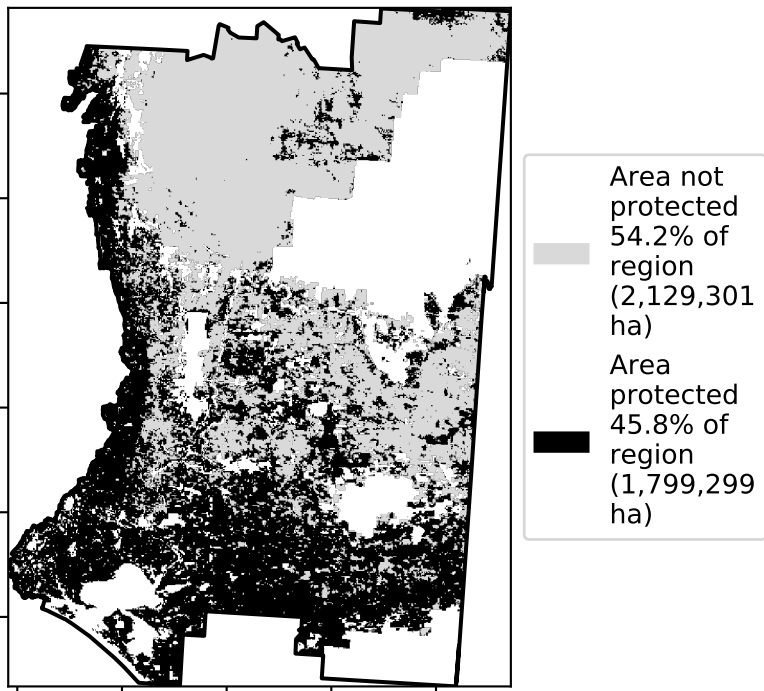 Area not
protected
54.2% of
region
(2,129,301
ha)
Area
protected
45.8% of
region
(1,799,299
ha)